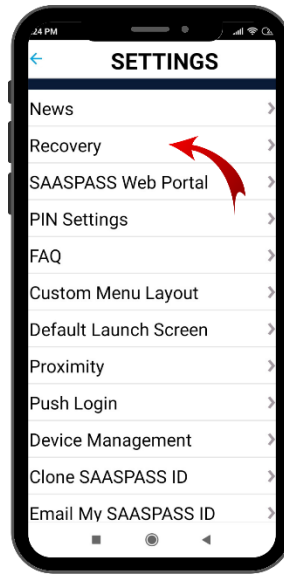 :24 PM
SETTINGS
News
Recovery
SAASPASS Web Portal
PIN Settings
FAQ
Custom Menu Layout
Default Launch Screen
Proximity
Push Login
Device Management
Clone SAASPASS ID
Email My SAASPASS ID